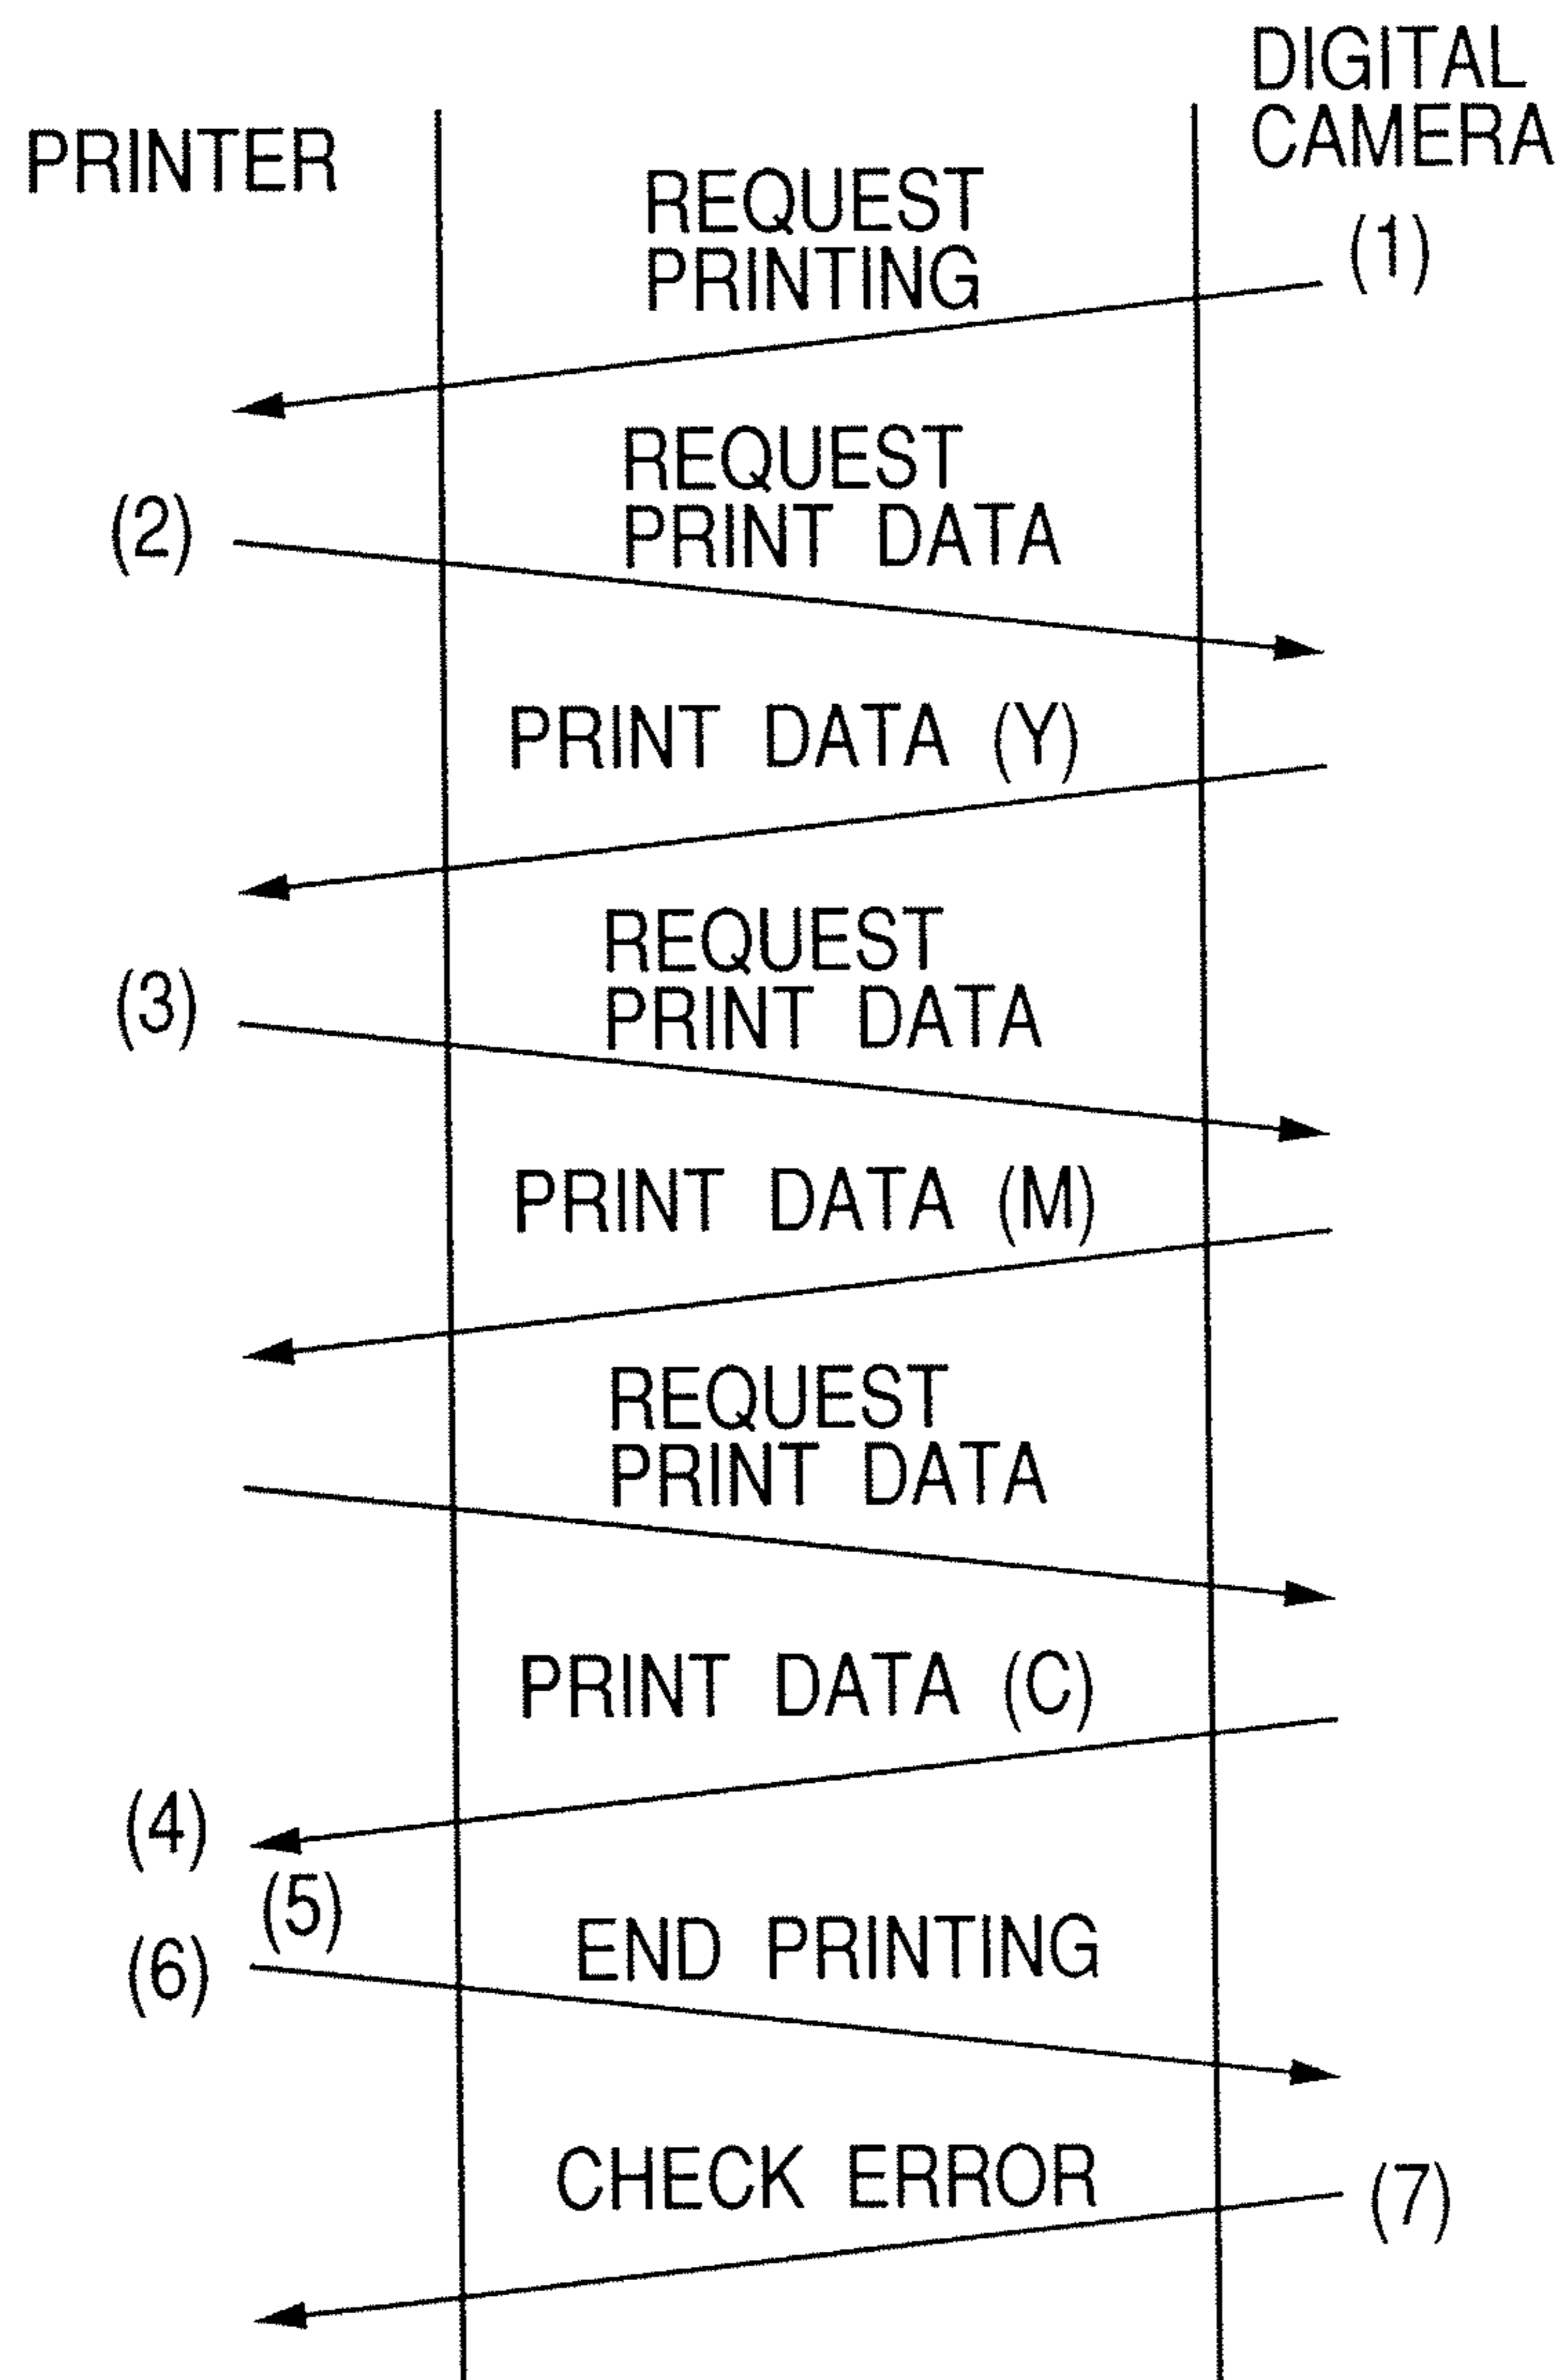 DIGITAL
CAMERA
PRINTER
REQUEST
PRINTING
(1)
REQUEST
PRINT DATA
(2)
PRINT DATA (Y)
REQUEST
PRINT DATA
(3)
PRINT DATA (M)
REQUEST
PRINT DATA
PRINT DATA (C)
(4)
(5)
END PRINTING
(6)
CHECK ERROR
(7)